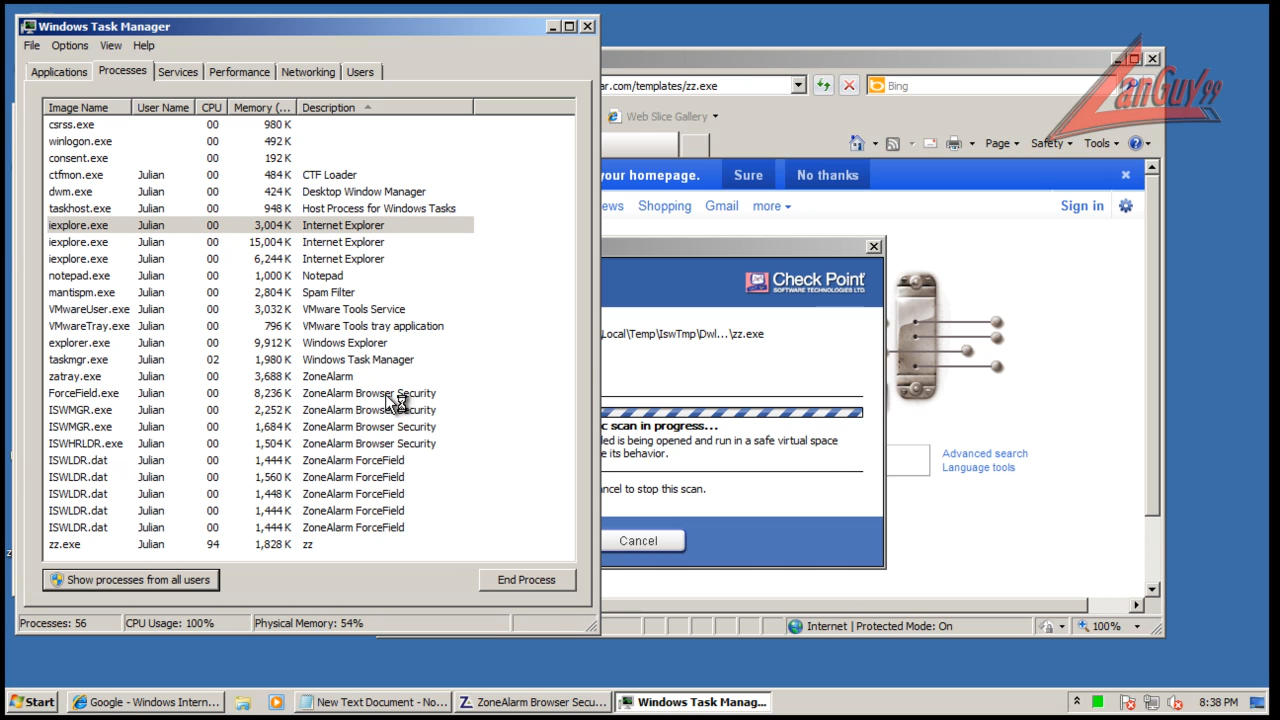 Windows Task Manager
File Options View Help
Applications Processes Services Performance Networking Users
Image Name User Name CPU Memory (... Description
csrss.exe 00 980 K
winlogon.exe 00 492 K
consent.exe 00 192 K
ctfmon.exe Julian 00 484 K CTF Loader
dwm.exe Julian 00 424 K Desktop Window Manager
taskhost.exe Julian 00 948 K Host Process for Windows Tasks
iexplore.exe Julian 00 3,004 K Internet Explorer
iexplore.exe Julian 00 15,004 K Internet Explorer
iexplore.exe Julian 00 6,244 K Internet Explorer
notepad.exe Julian 00 1,000 K Notepad
mantispm.exe Julian 00 2,804 K Spam Filter
VMwareUser.exe Julian 00 3,032 K VMware Tools Service
VMwareTray.exe Julian 00 796 K VMware Tools tray application
explorer.exe Julian 00 9,912 K Windows Explorer
taskmgr.exe Julian 02 1,980 K Windows Task Manager
zatray.exe Julian 00 3,688 K ZoneAlarm
ForceField.exe Julian 00 8,236 K ZoneAlarm Browser Security
ISWMGR.exe Julian 00 2,252 K ZoneAlarm Browser Security
ISWMGR.exe Julian 00 1,684 K ZoneAlarm Browser Security
ISWHRLDR.exe Julian 00 1,504 K ZoneAlarm Browser Security
ISWLDR.dat Julian 00 1,444 K ZoneAlarm ForceField
ISWLDR.dat Julian 00 1,560 K ZoneAlarm ForceField
ISWLDR.dat Julian 00 1,448 K ZoneAlarm ForceField
ISWLDR.dat Julian 00 1,444 K ZoneAlarm ForceField
ISWLDR.dat Julian 00 1,444 K ZoneAlarm ForceField
zz.exe Julian 94 1,828 K zz
Show processes from all users End Process
Processes: 56 CPU Usage: 100% Physical Memory: 54%
ar.com/templates/zz.exe Bing
Web Slice Gallery
Page Safety Tools
your homepage. Sure No thanks
ews Shopping Gmail more Sign in
Check Point
SOFTWARE TECHNOLOGIES LTD.
Local\Temp\IswTmp\Dwl...\zz.exe
c scan in progress...
ed is being opened and run in a safe virtual space
e its behavior.
ancel to stop this scan.
Cancel
Advanced search
Language tools
Internet | Protected Mode: On 100%
Start Google - Windows Intern... New Text Document - No... ZoneAlarm Browser Secu... Windows Task Manag... 8:38 PM